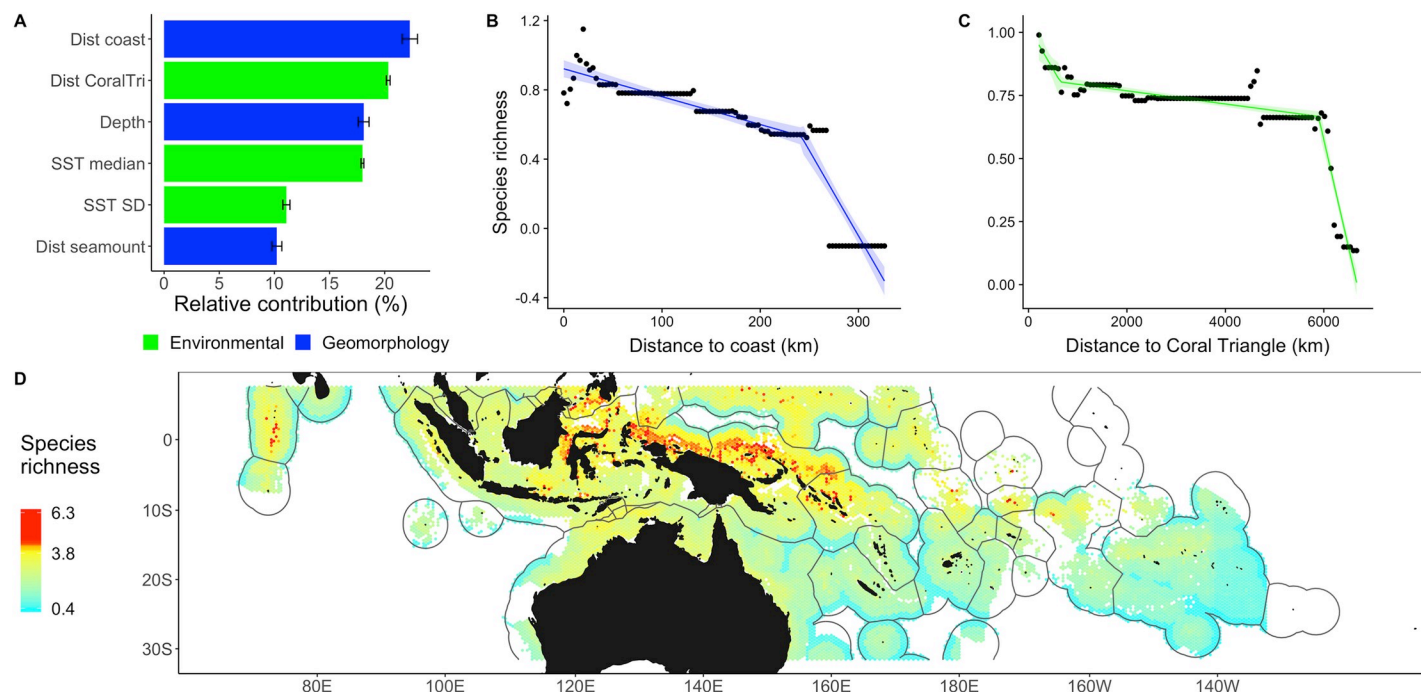 A
Dist coast
Dist CoralTri
Depth
SST median
SST SD
Dist seamount
0 5 10 15 20
Relative contribution (%)
Environmental Geomorphology
B
Species richness
1.2
0.8
0.4
0.0
-0.4
0 100 200 300
Distance to coast (km)
C
1.00
0.75
0.50
0.25
0.00
0 2000 4000 6000
Distance to Coral Triangle (km)
D
Species
richness
6.3
3.8
0.4
0
10S
20S
30S
80E 100E 120E 140E 160E 180E 160W 140W